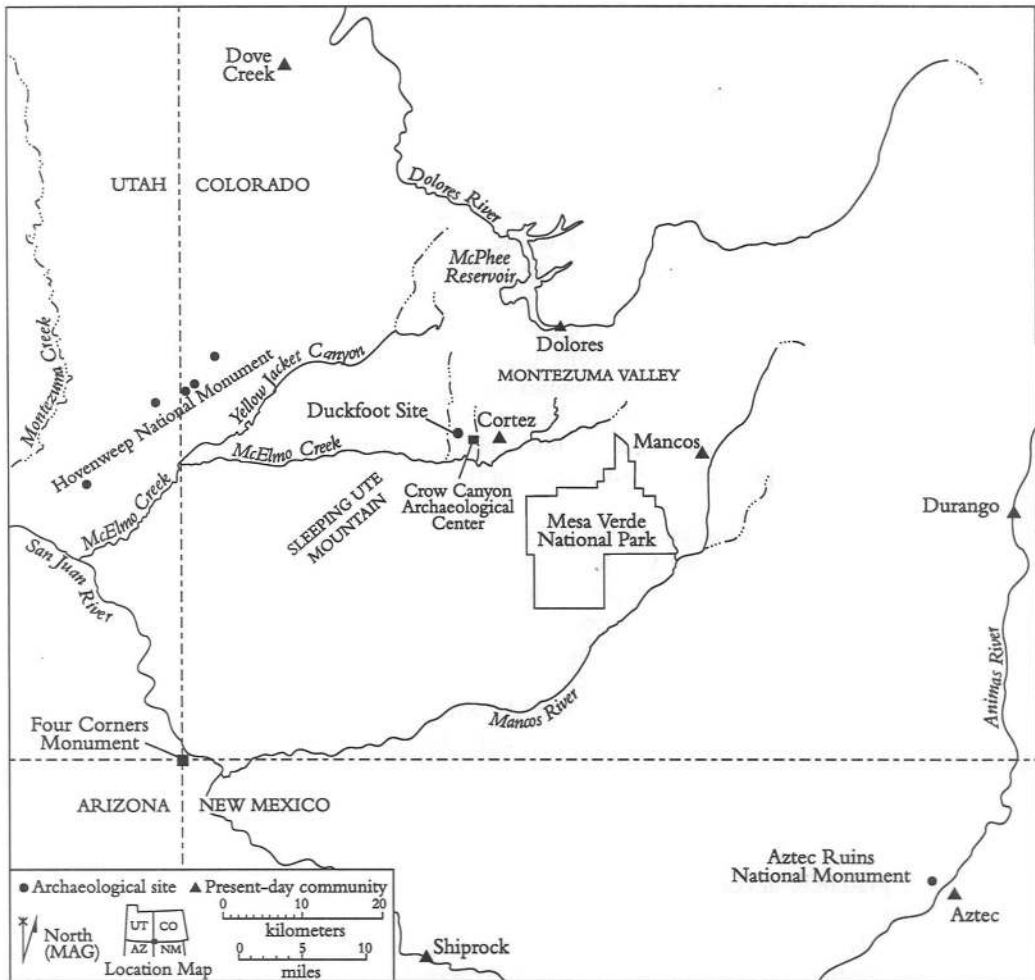 Dove
Creek
UTAH
COLORADO
Dolores River
McPhee
Reservoir
Dolores
MONTEZUMA VALLEY
Montezuma Creek
Hovenweep National Monument
Yellow Jacket Canyon
Duckfoot Site
Cortez
McElmo Creek
Mancos
Crow Canyon
Archaeological
Center
SLEEPING UTE
MOUNTAIN
Mesa Verde
National Park
Durango
McElmo Creek
San Juan
River
Animas River
Mancos River
Four Corners
Monument
ARIZONA
NEW MEXICO
Aztec Ruins
National Monument
Aztec
Shiprock
Archaeological site
Present-day community
North
(MAG)
UT CO
AZ NM
Location Map
0 10 20
kilometers
0 5 10
miles